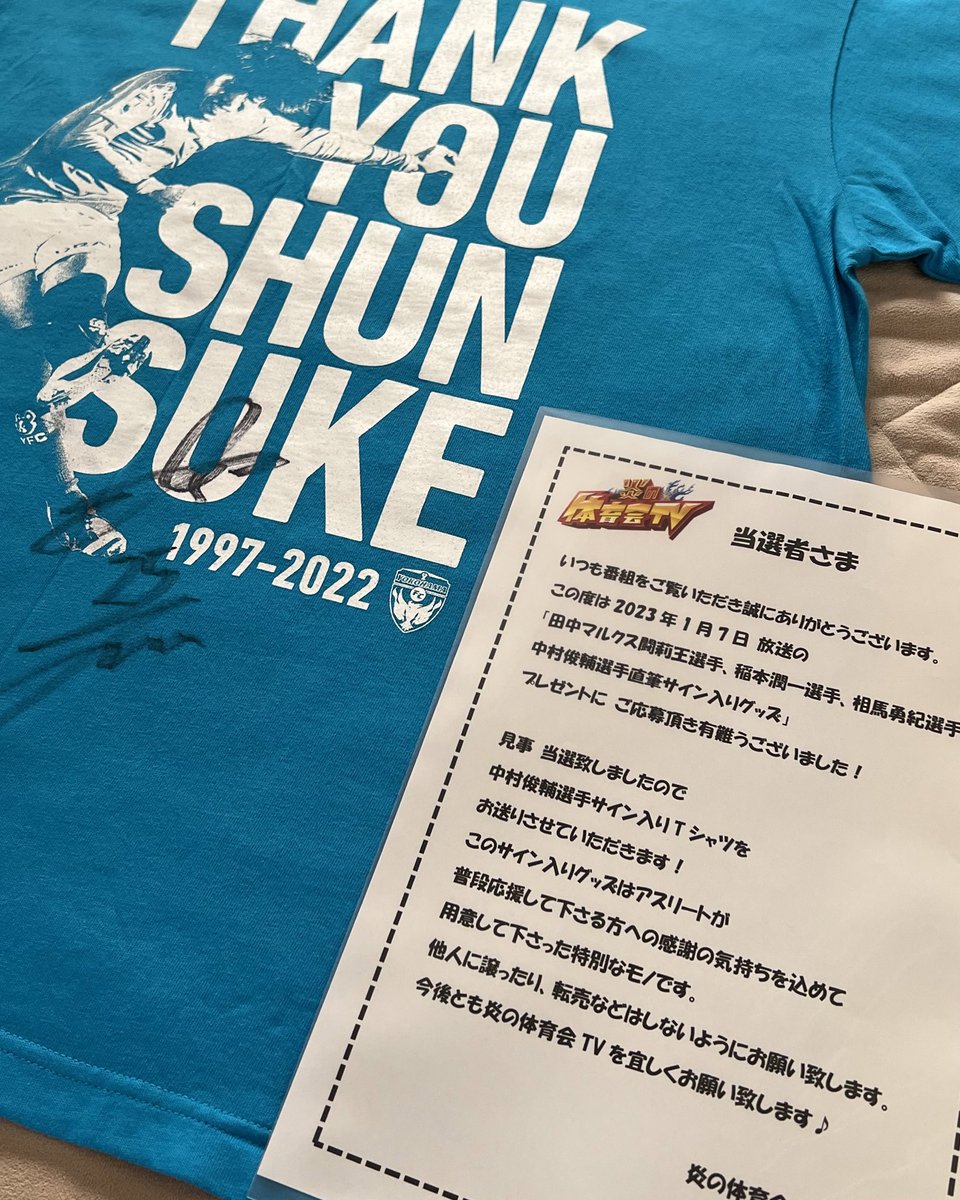 THANK
YOU
SHUN
SUKE
1997-2022
YOKOHAMA
FC
YFC
炎の
体育会TV
当選者さま
いつも番組をご覧いただき誠にありがとうございます。
この度は 2023 年 1 月 7 日 放送の
「田中マルクス闘莉王選手、稲本潤一選手、相馬勇紀選手
中村俊輔選手直筆サイン入りグッズ」
プレゼントに ご応募頂き有難うございました！
見事 当選致しましたので
中村俊輔選手サイン入り T シャツを
お送りさせていただきます！
このサイン入りグッズはアスリートが
普段応援して下さる方への感謝の気持ちを込めて
用意して下さった特別なモノです。
他人に譲ったり、転売などはしないようにお願い致します。
今後とも炎の体育会 TV を宜しくお願い致します♪
炎の体育会